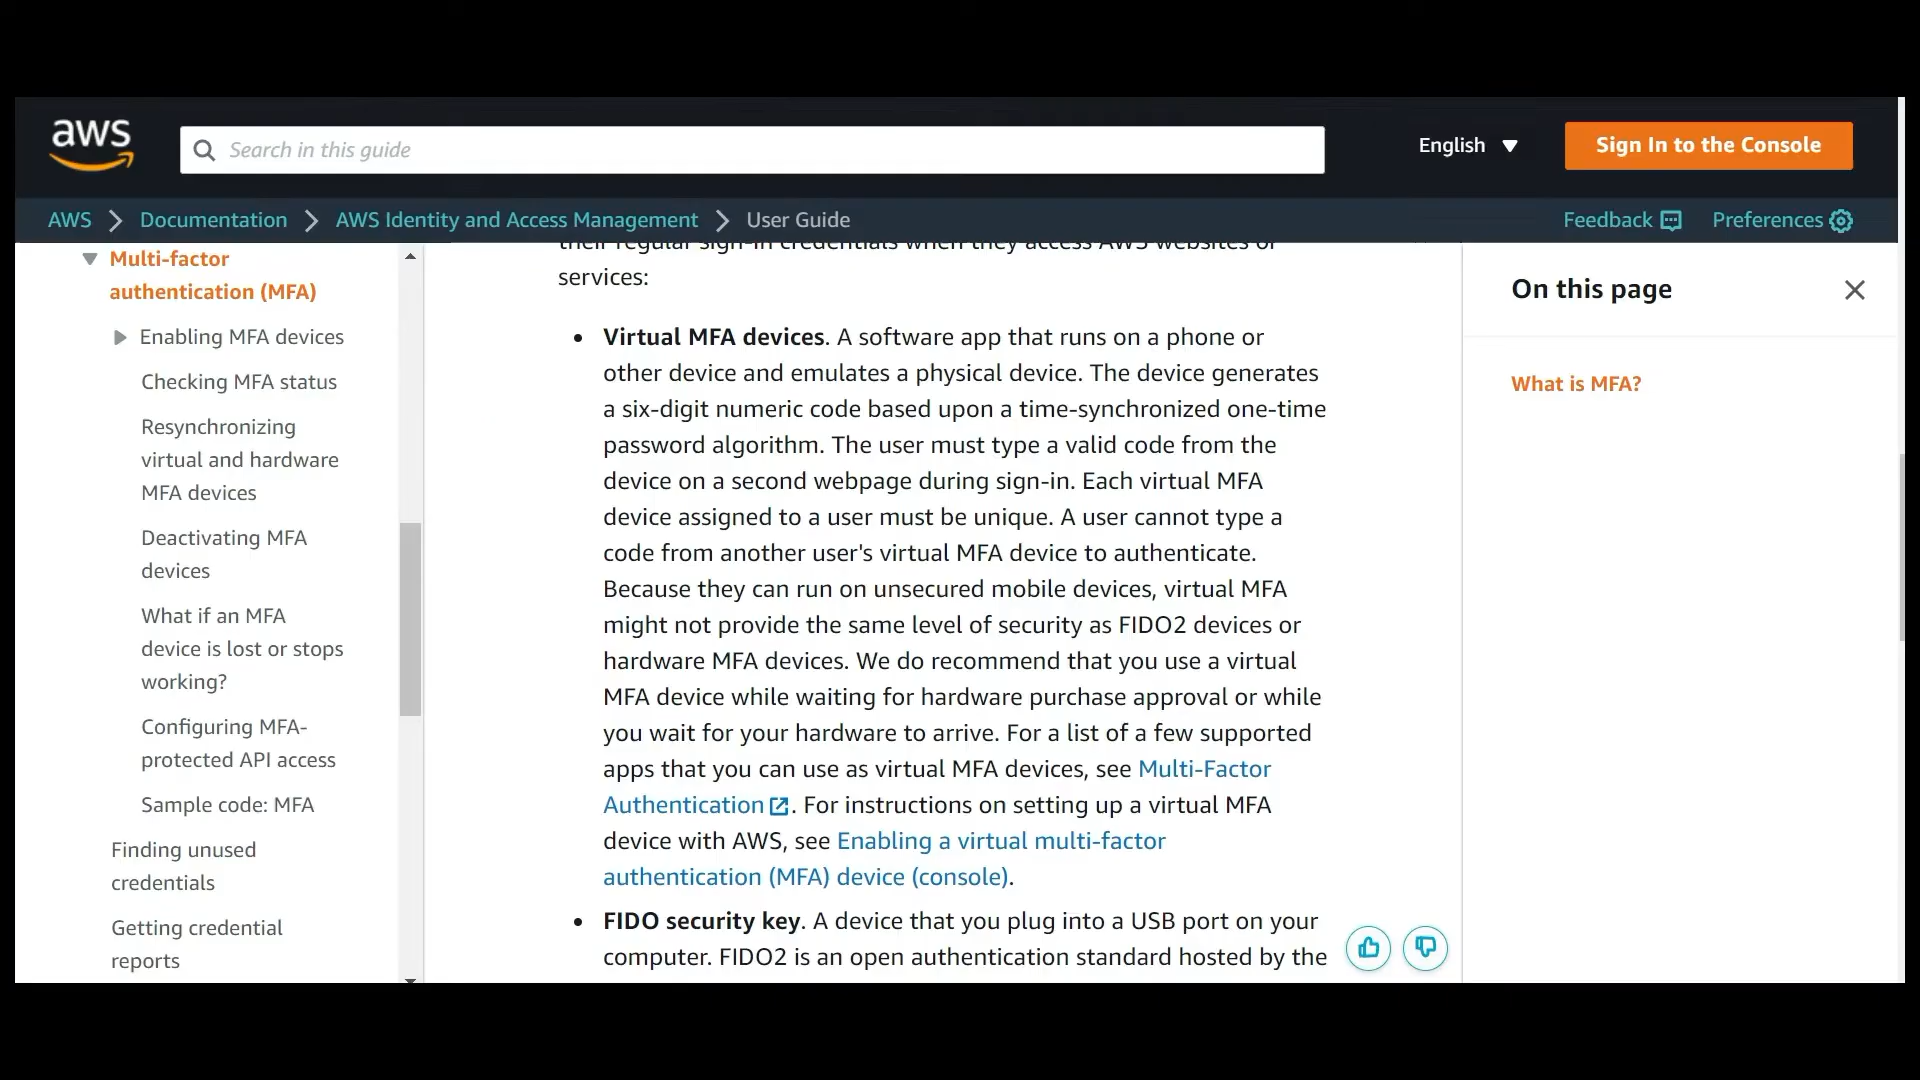 aws
Search in this guide
English
Sign In to the Console
AWS
Documentation
AWS Identity and Access Management
User Guide
Feedback
Preferences
Multi-factor
authentication (MFA)
Enabling MFA devices
Checking MFA status
Resynchronizing
virtual and hardware
MFA devices
Deactivating MFA
devices
What if an MFA
device is lost or stops
working?
Configuring MFA-
protected API access
Sample code: MFA
Finding unused
credentials
Getting credential
reports
their regular sign-in credentials when they access AWS websites or
services:
Virtual MFA devices. A software app that runs on a phone or
other device and emulates a physical device. The device generates
a six-digit numeric code based upon a time-synchronized one-time
password algorithm. The user must type a valid code from the
device on a second webpage during sign-in. Each virtual MFA
device assigned to a user must be unique. A user cannot type a
code from another user's virtual MFA device to authenticate.
Because they can run on unsecured mobile devices, virtual MFA
might not provide the same level of security as FIDO2 devices or
hardware MFA devices. We do recommend that you use a virtual
MFA device while waiting for hardware purchase approval or while
you wait for your hardware to arrive. For a list of a few supported
apps that you can use as virtual MFA devices, see Multi-Factor
Authentication. For instructions on setting up a virtual MFA
device with AWS, see Enabling a virtual multi-factor
authentication (MFA) device (console).
FIDO security key. A device that you plug into a USB port on your
computer. FIDO2 is an open authentication standard hosted by the
On this page
What is MFA?